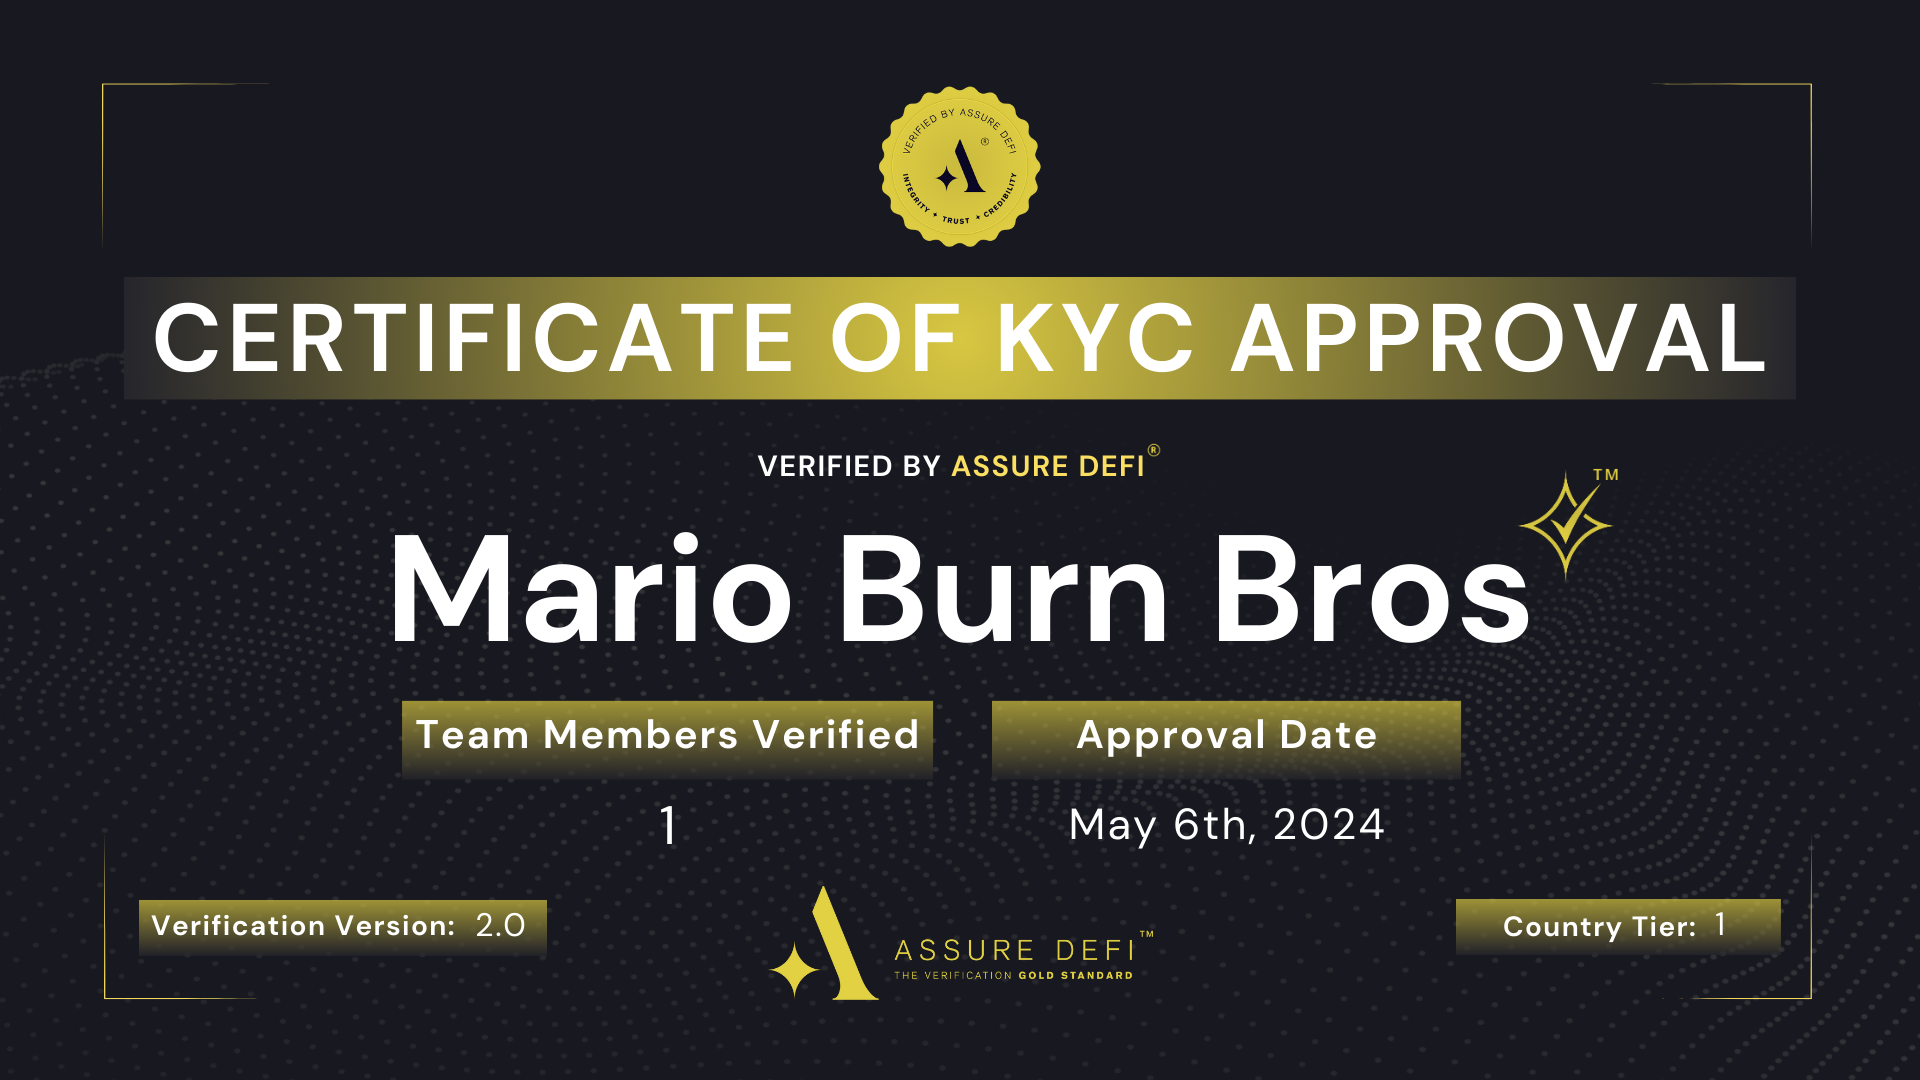 VERIFIED BY ASSURE DEFI
®
A
INTEGRITY ✦ TRUST ✦ CREDIBILITY
CERTIFICATE OF KYC APPROVAL
VERIFIED BY ASSURE DEFI®
TM
Mario Burn Bros
Team Members Verified
Approval Date
1
May 6th, 2024
Verification Version: 2.0
ASSURE DEFI™
THE VERIFICATION GOLD STANDARD
Country Tier: 1